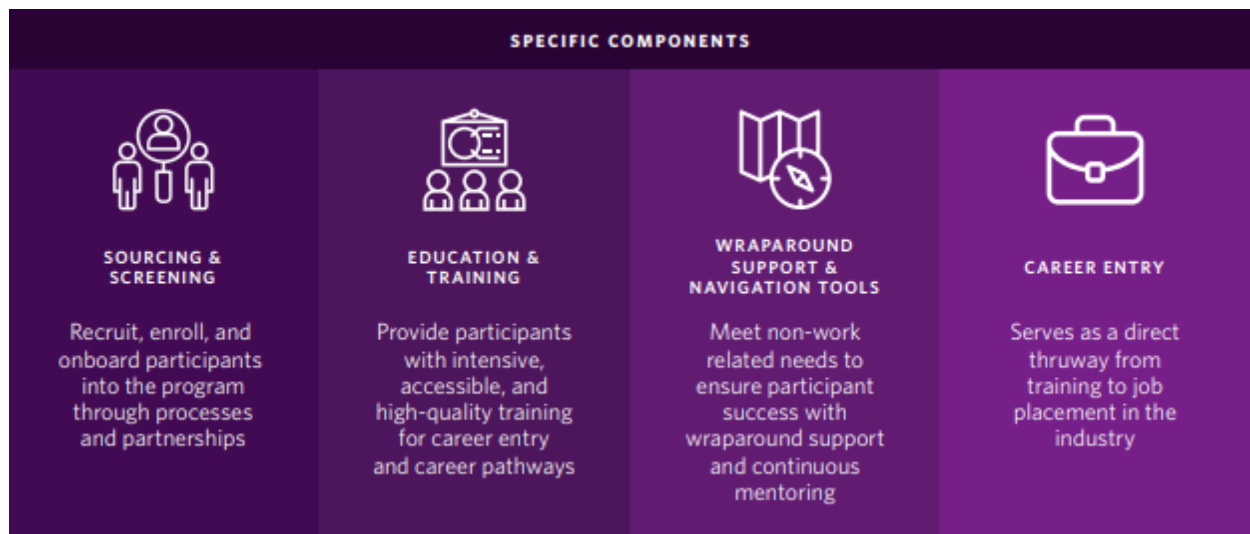 SPECIFIC COMPONENTS
SOURCING &
SCREENING
Recruit, enroll, and
onboard participants
into the program
through processes
and partnerships
EDUCATION &
TRAINING
Provide participants
with intensive,
accessible, and
high-quality training
for career entry
and career pathways
WRAPAROUND
SUPPORT &
NAVIGATION TOOLS
Meet non-work
related needs to
ensure participant
success with
wraparound support
and continuous
mentoring
CAREER ENTRY
Serves as a direct
thruway from
training to job
placement in the
industry